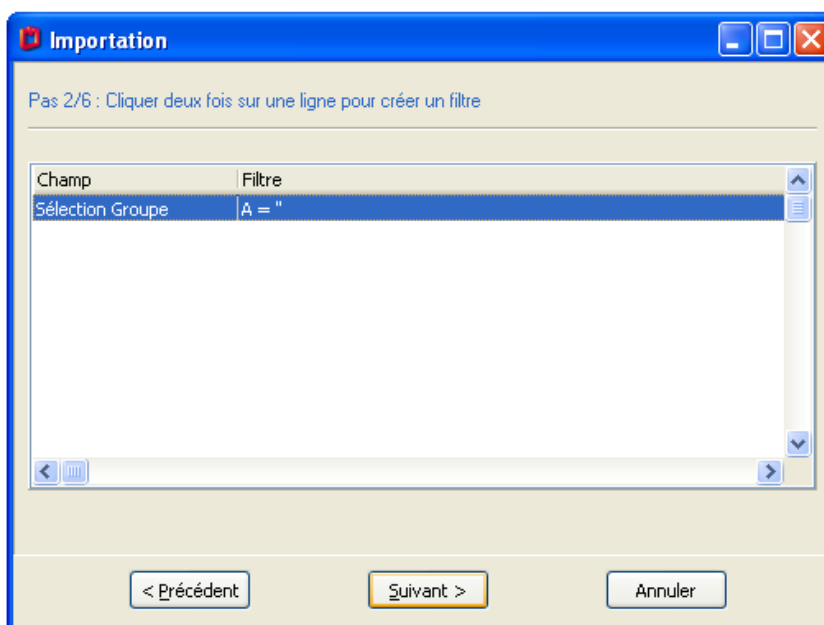 Importation
Pas 2/6 : Cliquer deux fois sur une ligne pour créer un filtre
Champ Filtre
Sélection Groupe A = "
< Précédent Suivant > Annuler